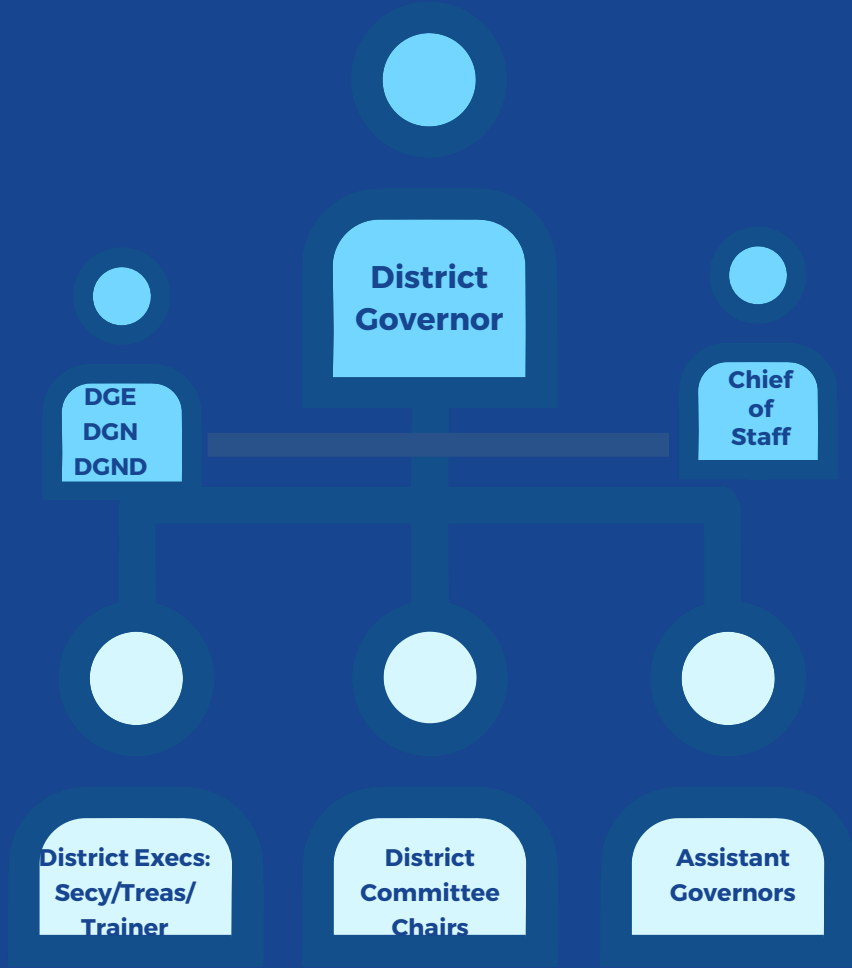 District
Governor
DGE
DGN
DGND
Chief
of
Staff
District Execs:
Secy/Treas/
Trainer
District
Committee
Chairs
Assistant
Governors